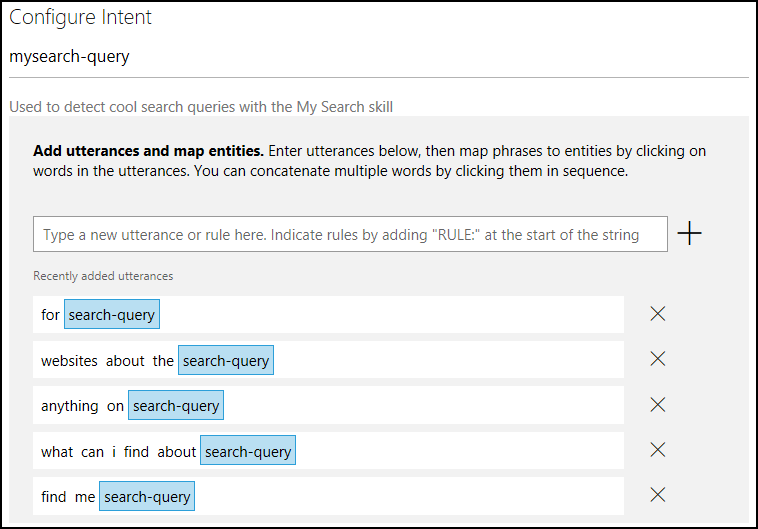 Configure Intent
mysearch-query
Used to detect cool search queries with the My Search skill
Add utterances and map entities. Enter utterances below, then map phrases to entities by clicking on
words in the utterances. You can concatenate multiple words by clicking them in sequence.
Type a new utterance or rule here. Indicate rules by adding "RULE:" at the start of the string
Recently added utterances
for search-query
websites about the search-query
anything on search-query
what can i find about search-query
find me search-query